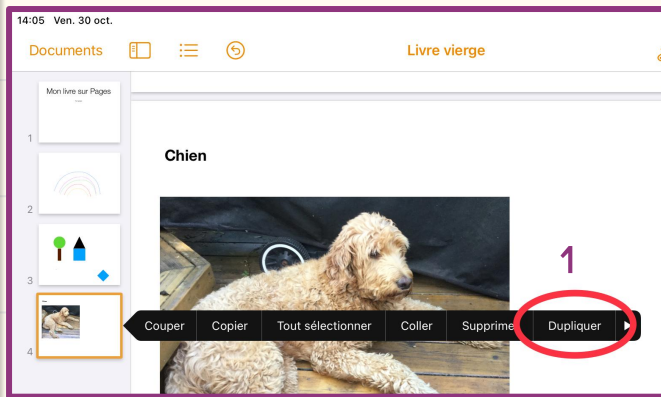 14:05 Ven. 30 oct.
Documents Livre vierge
Mon livre sur Pages
1
Chien
2
1
3
Couper Copier Tout sélectionner Coller Supprime Dupliquer
4